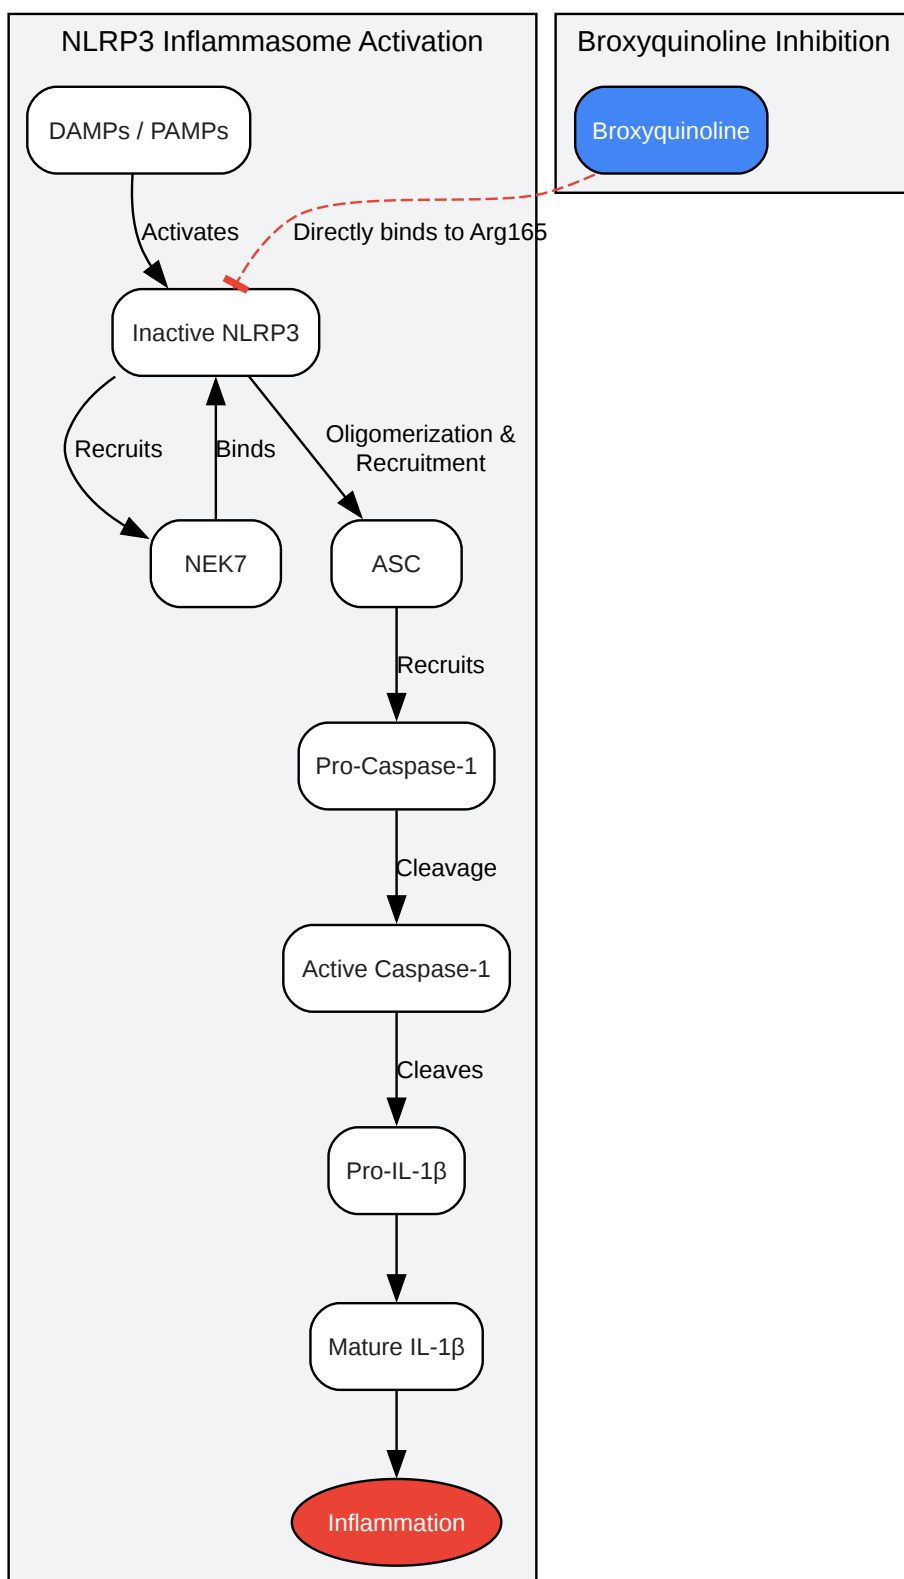 NLRP3 Inflammasome Activation
Broxyquinoline Inhibition
DAMPs / PAMPs
Broxyquinoline
Activates
Directly binds to Arg165
Inactive NLRP3
Recruits
Binds
Oligomerization &
Recruitment
NEK7
ASC
Recruits
Pro-Caspase-1
Cleavage
Active Caspase-1
Cleaves
Pro-IL-1β
Mature IL-1β
Inflammation